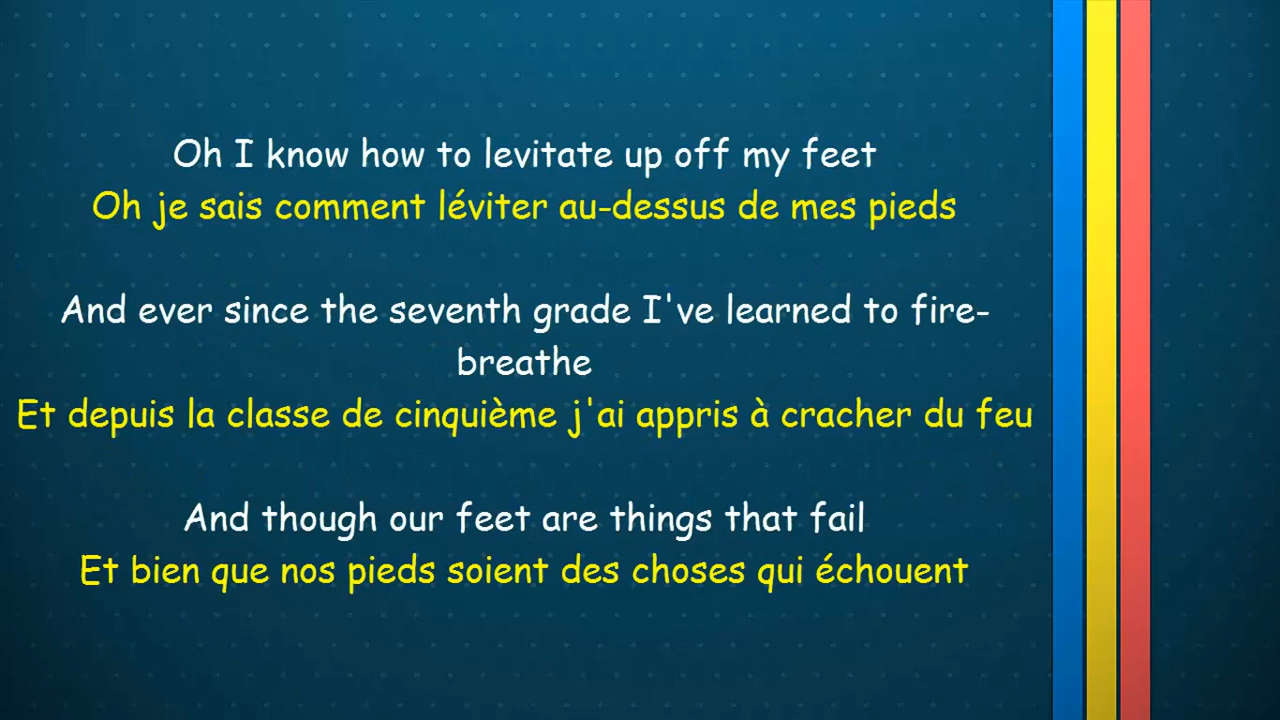 Oh I know how to levitate up off my feet
Oh je sais comment léviter au-dessus de mes pieds
And ever since the seventh grade I've learned to fire-
breathe
Et depuis la classe de cinquième j'ai appris à cracher du feu
And though our feet are things that fail
Et bien que nos pieds soient des choses qui échouent